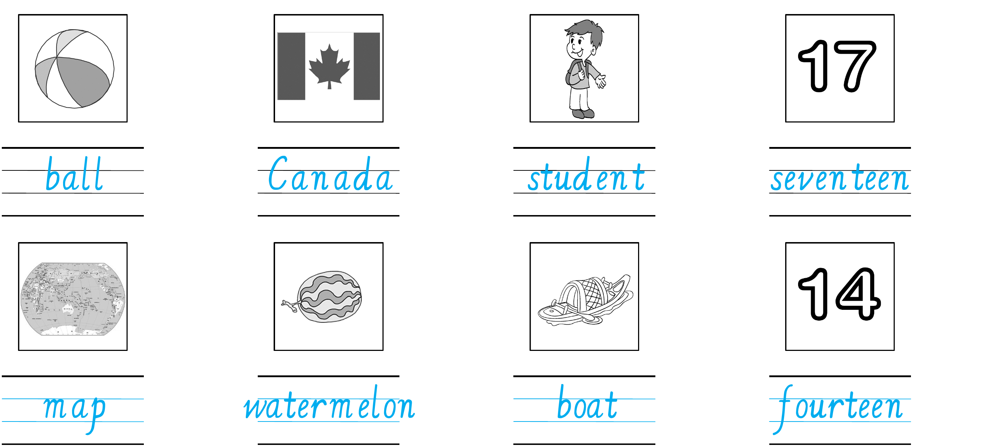 17
ball Canada student seventeen
14
map watermelon boat fourteen